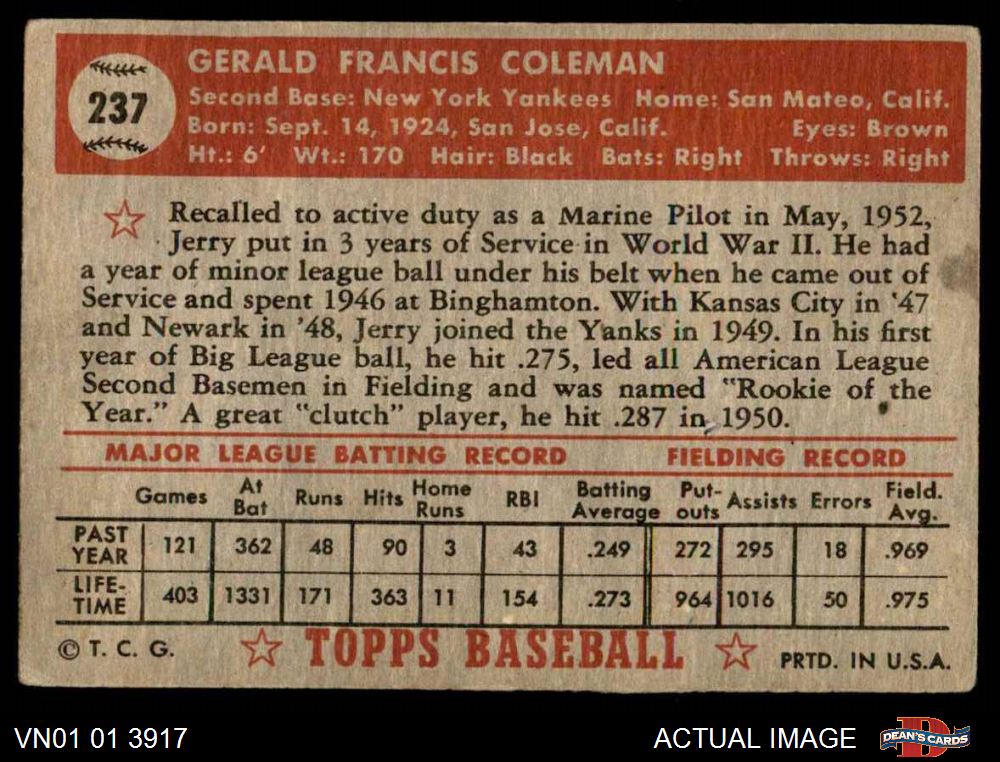 237
GERALD FRANCIS COLEMAN
Second Base: New York Yankees Home: San Mateo, Calif.
Born: Sept. 14, 1924, San Jose, Calif. Eyes: Brown
Ht.: 6' Wt.: 170 Hair: Black Bats: Right Throws: Right
Recalled to active duty as a Marine Pilot in May, 1952,
Jerry put in 3 years of Service in World War II. He had
a year of minor league ball under his belt when he came out of
Service and spent 1946 at Binghamton. With Kansas City in '47
and Newark in '48, Jerry joined the Yanks in 1949. In his first
year of Big League ball, he hit .275, led all American League
Second Basemen in Fielding and was named "Rookie of the
Year." A great "clutch" player, he hit .287 in 1950.
MAJOR LEAGUE BATTING RECORD FIELDING RECORD
Games At Bat Runs Hits Home Runs RBI Batting Average Put-outs Assists Errors Field. Avg.
PAST YEAR 121 362 48 90 3 43 .249 272 295 18 .969
LIFE-TIME 403 1331 171 363 11 154 .273 964 1016 50 .975
© T. C. G. TOPPS BASEBALL PRTD. IN U.S.A.
VN01 01 3917 ACTUAL IMAGE D DEAN'S CARDS